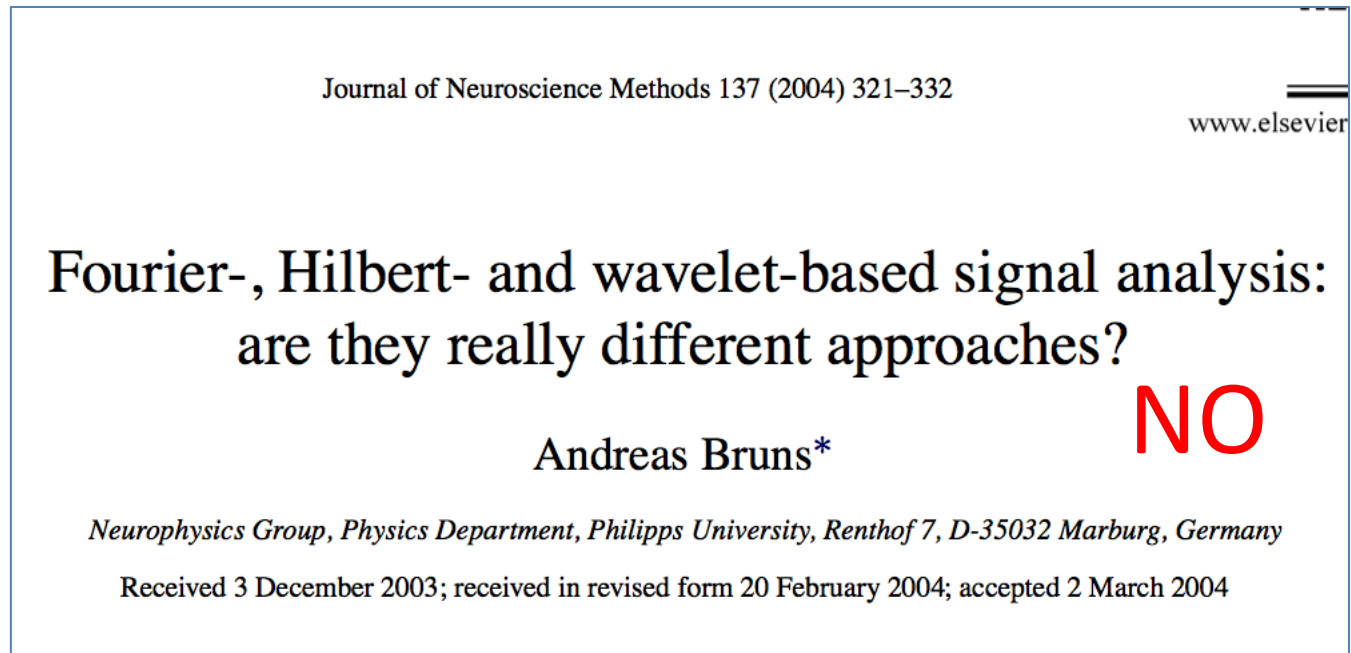 Journal of Neuroscience Methods 137 (2004) 321–332
www.elsevier
Fourier-, Hilbert- and wavelet-based signal analysis:
are they really different approaches?
NO
Andreas Bruns*
Neurophysics Group, Physics Department, Philipps University, Renthof 7, D-35032 Marburg, Germany
Received 3 December 2003; received in revised form 20 February 2004; accepted 2 March 2004